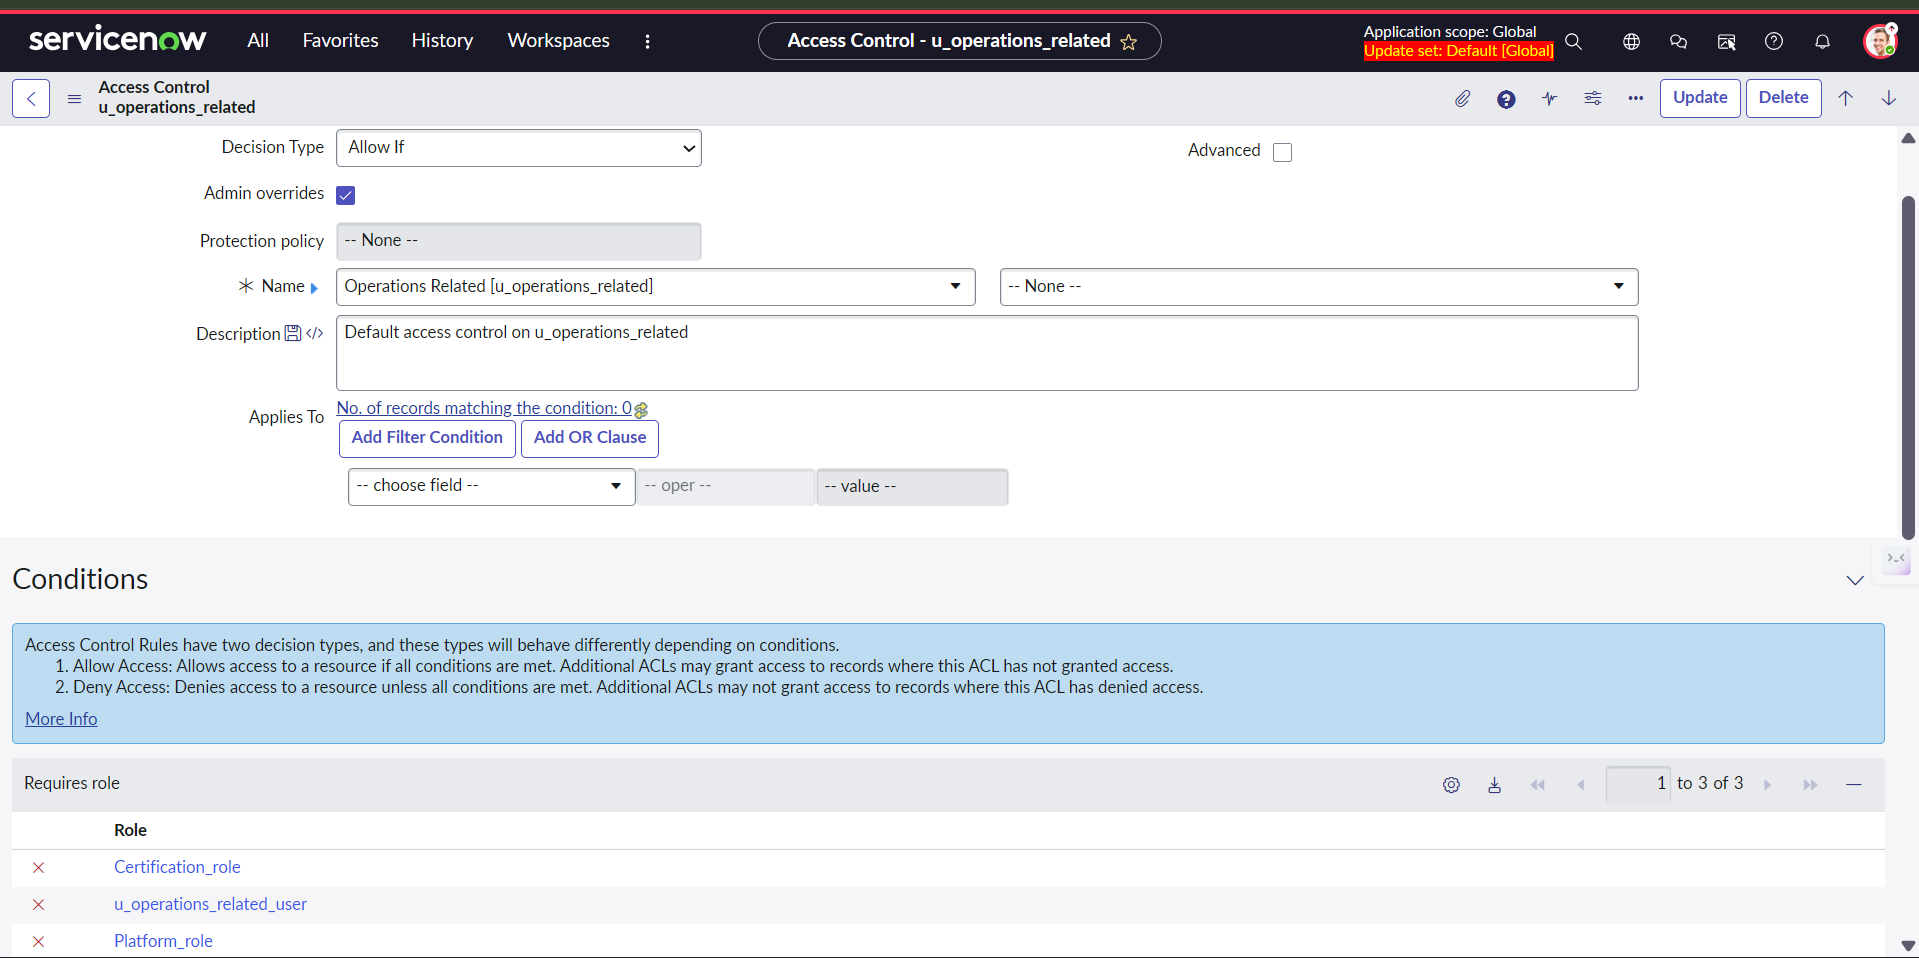 servicenow All Favorites History Workspaces Access Control - u_operations_related Application scope: Global
Update set: Default [Global]
Access Control
u_operations_related
Update Delete
Decision Type Allow If Advanced
Admin overrides
Protection policy -- None --
Name Operations Related [u_operations_related] -- None --
Description </> Default access control on u_operations_related
Applies To No. of records matching the condition: 0
Add Filter Condition Add OR Clause
-- choose field -- -- oper -- -- value --
Conditions
Access Control Rules have two decision types, and these types will behave differently depending on conditions.
1. Allow Access: Allows access to a resource if all conditions are met. Additional ACLs may grant access to records where this ACL has not granted access.
2. Deny Access: Denies access to a resource unless all conditions are met. Additional ACLs may not grant access to records where this ACL has denied access.
More Info
Requires role 1 to 3 of 3
Role
Certification_role
u_operations_related_user
Platform_role